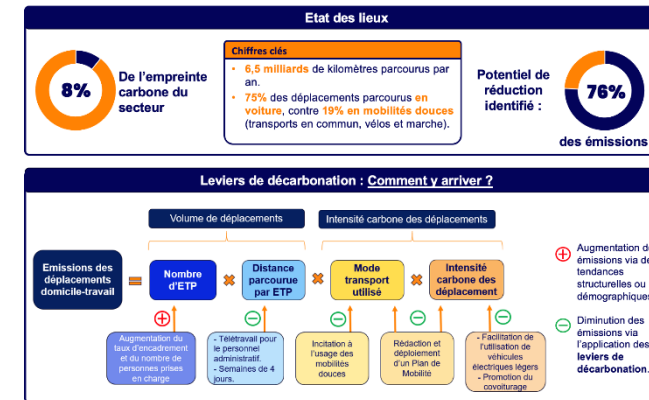 Etat des lieux
8%
De l'empreinte
carbone du
secteur
Chiffres clés
• 6,5 milliards de kilomètres parcourus par
an.
• 75% des déplacements parcourus en
voiture, contre 19% en mobilités douces
(transports en commun, vélos et marche).
Potentiel de
réduction
identifié :
76%
des émissions
Leviers de décarbonation : Comment y arriver ?
Volume de déplacements
Intensité carbone des déplacements
Emissions des
déplacements
domicile-travail
=
Nombre
d'ETP
×
Distance
parcourue
par ETP
×
Mode
transport
utilisé
×
Intensité
carbone des
déplacement
+
Augmentation du
taux d'encadrement
et du nombre de
personnes prises
en charge
−
- Télétravail pour
le personnel
administratif.
- Semaines de 4
jours.
−
Incitation à
l'usage des
mobilités
douces
−
Rédaction et
déploiement
d'un Plan de
Mobilité
−
- Facilitation de
l'utilisation de
véhicules
électriques légers
- Promotion du
covoiturage
+
Augmentation de
émissions via de
tendances
structurelles ou
démographiques
−
Diminution des
émissions via
l'application des
leviers de
décarbonation.